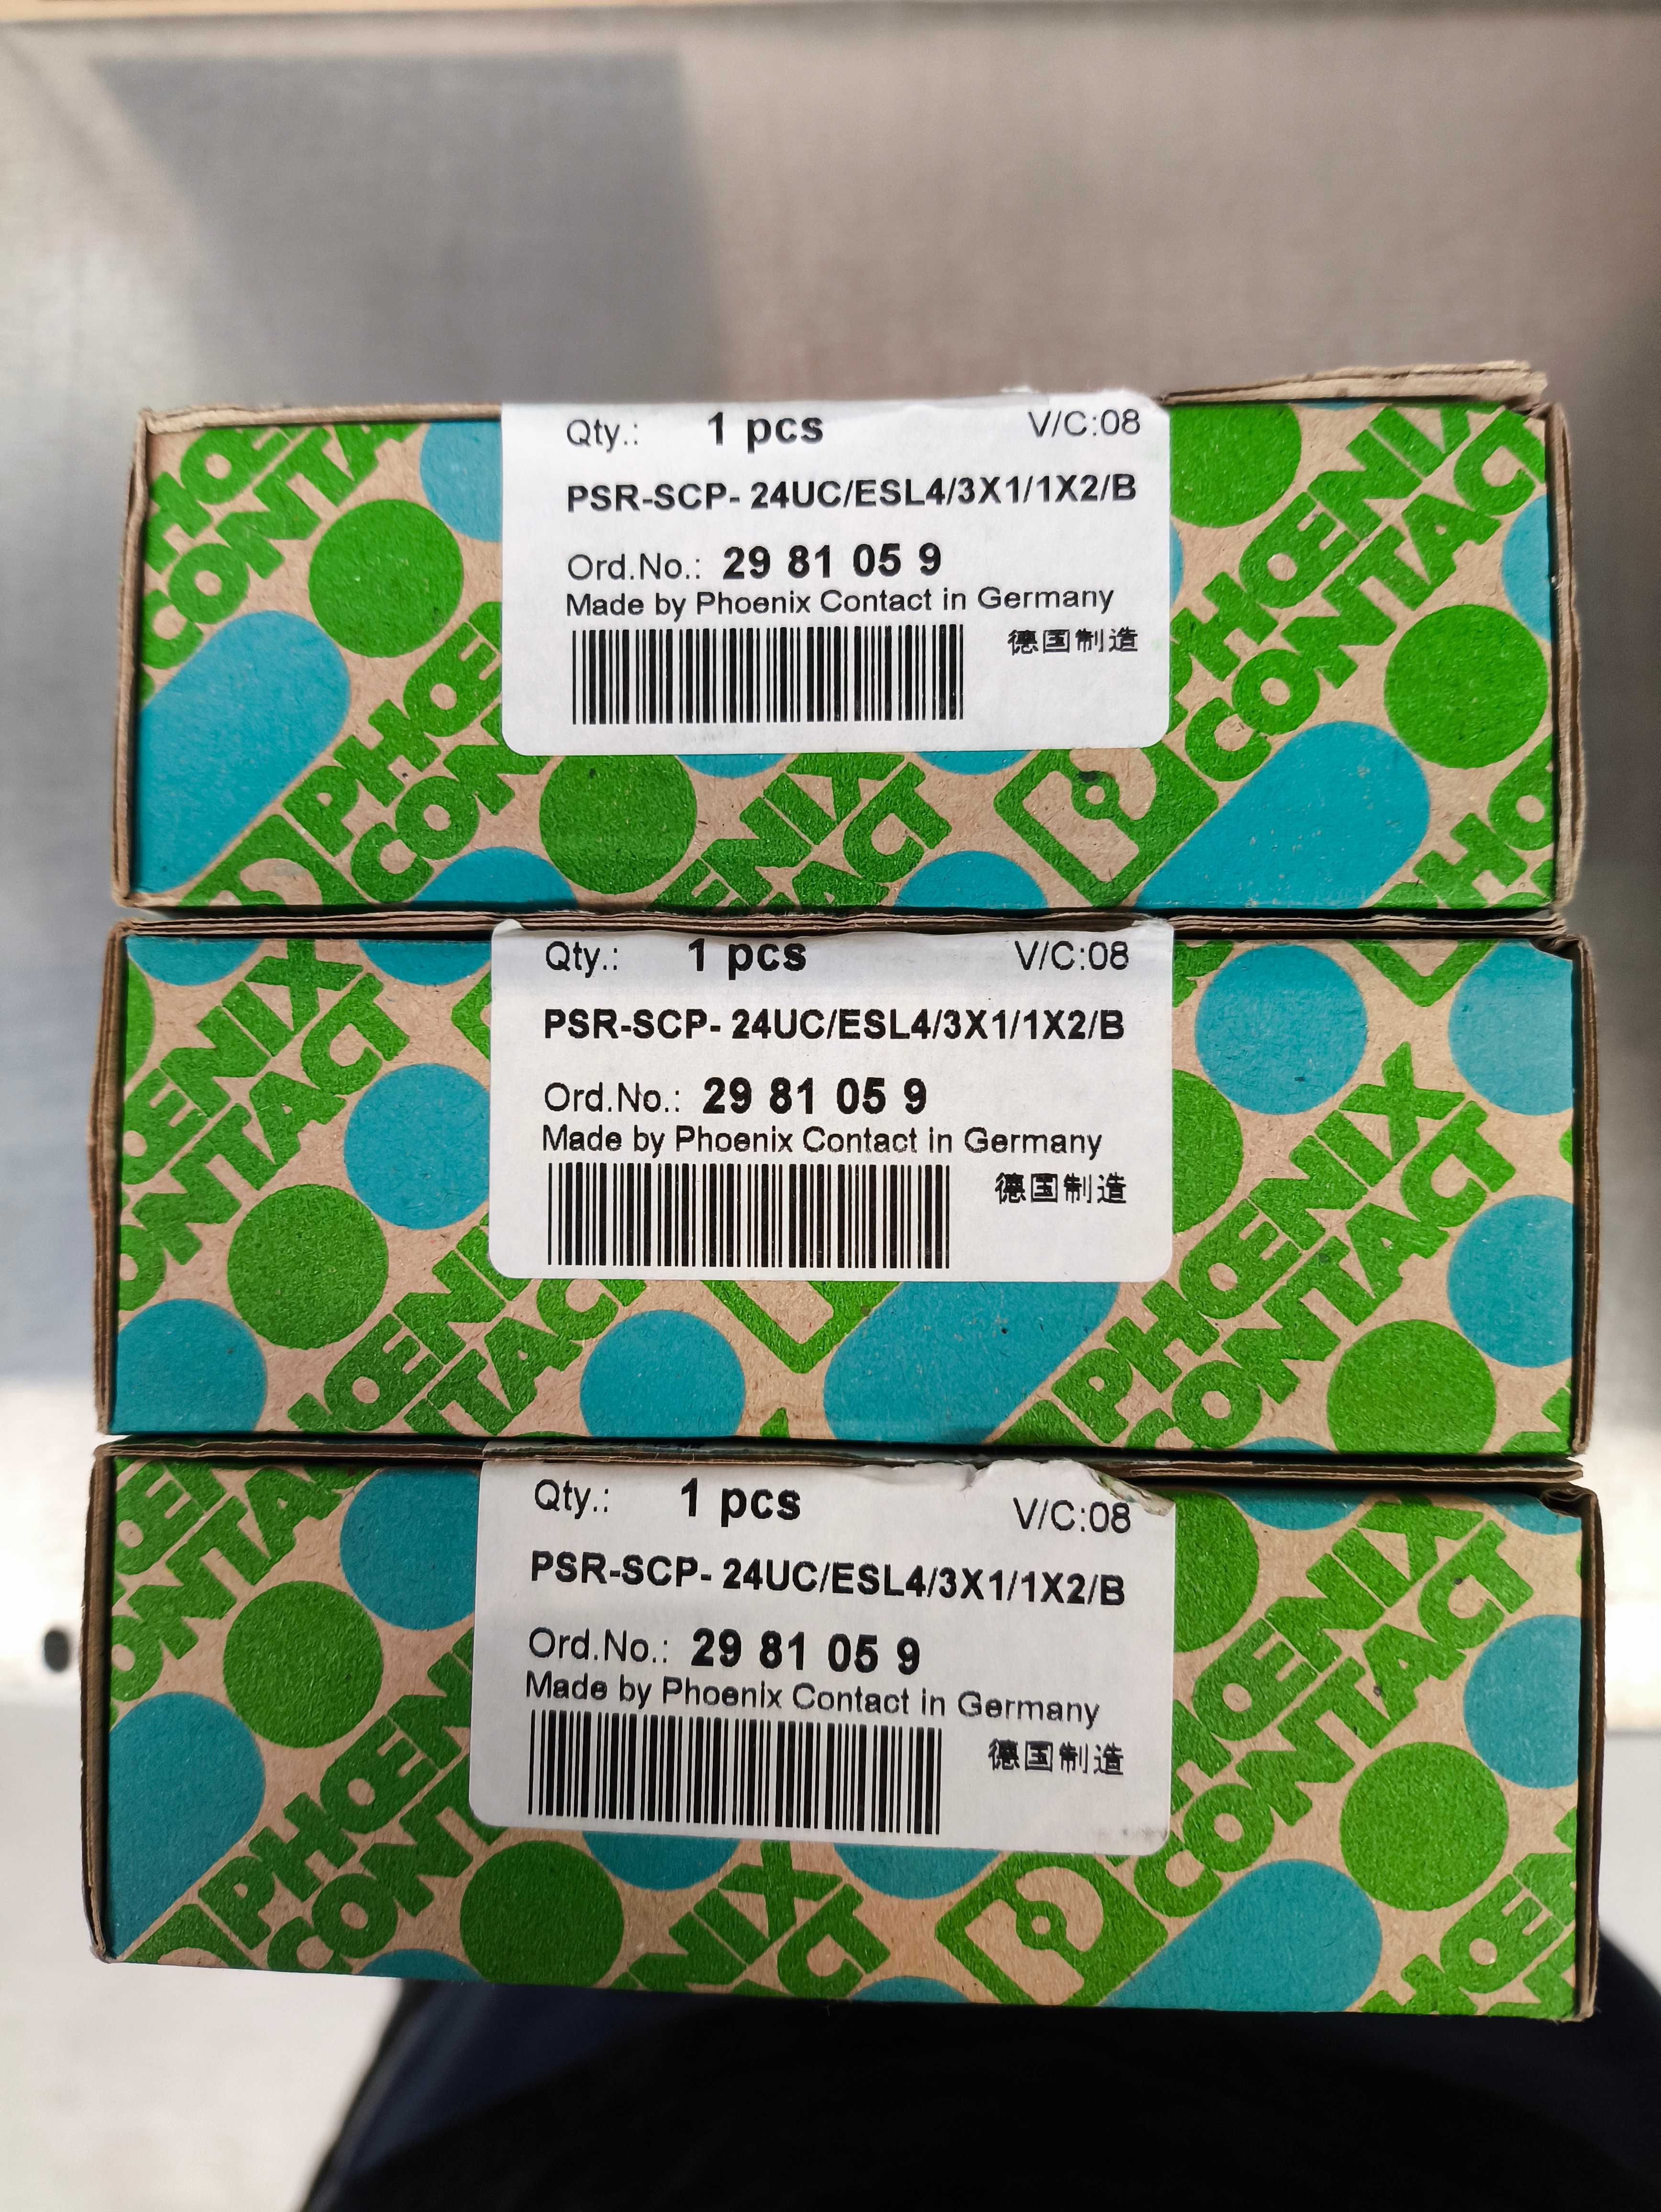 Qty.: 1 pcs V/C:08
PSR-SCP- 24UC/ESL4/3X1/1X2/B
Ord.No.: 29 81 05 9
Made by Phoenix Contact in Germany
德国制造
PHOENIX
CONTACT
Qty.: 1 pcs V/C:08
PSR-SCP- 24UC/ESL4/3X1/1X2/B
Ord.No.: 29 81 05 9
Made by Phoenix Contact in Germany
德国制造
PHOENIX
CONTACT
Qty.: 1 pcs V/C:08
PSR-SCP- 24UC/ESL4/3X1/1X2/B
Ord.No.: 29 81 05 9
Made by Phoenix Contact in Germany
德国制造
PHOENIX
CONTACT